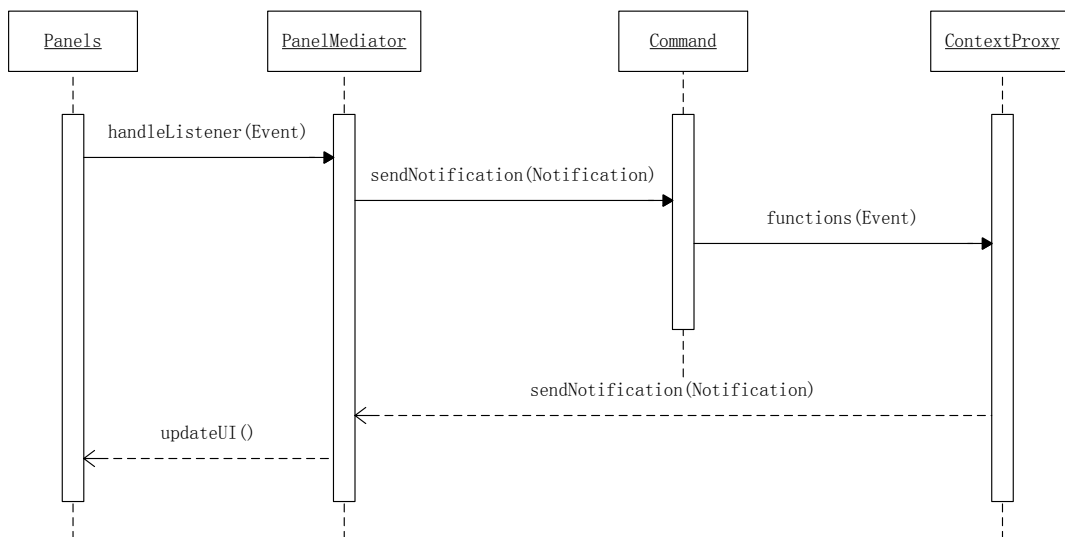 Panels
PanelMediator
Command
ContextProxy
handleListener(Event)
sendNotification(Notification)
functions(Event)
sendNotification(Notification)
updateUI()